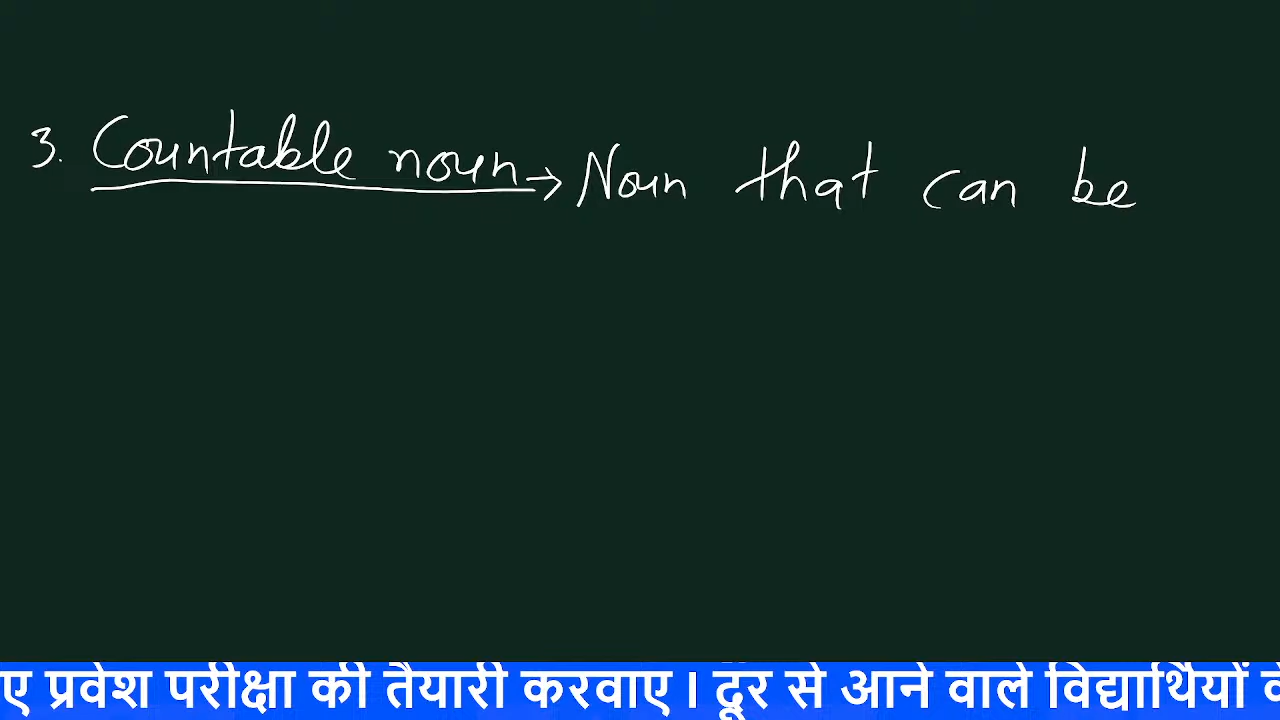 3. Countable noun → Noun that can be
ए प्रवेश परीक्षा की तैयारी करवाए । दूर से आने वाले विद्यार्थियों